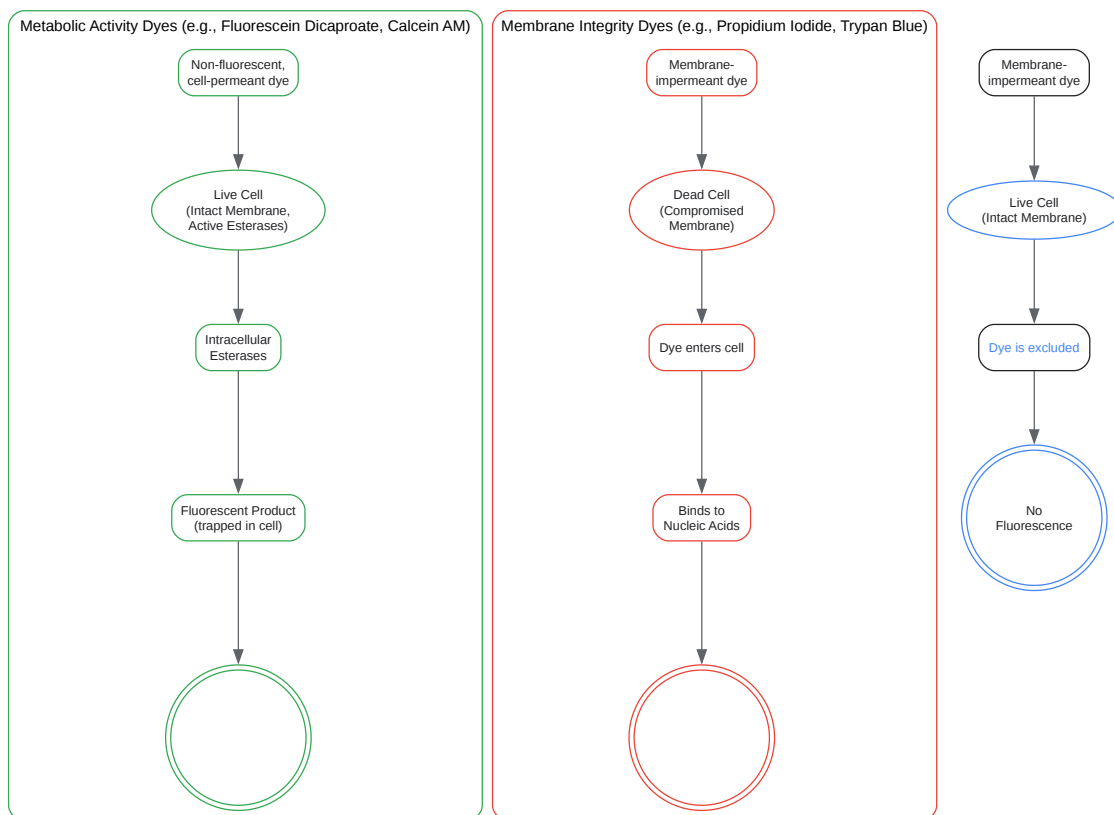 Metabolic Activity Dyes (e.g., Fluorescein Dicaproate, Calcein AM)
Non-fluorescent,
cell-permeant dye
Live Cell
(Intact Membrane,
Active Esterases)
Intracellular
Esterases
Fluorescent Product
(trapped in cell)
Membrane Integrity Dyes (e.g., Propidium Iodide, Trypan Blue)
Membrane-
impermeant dye
Dead Cell
(Compromised
Membrane)
Dye enters cell
Binds to
Nucleic Acids
Membrane-
impermeant dye
Live Cell
(Intact Membrane)
Dye is excluded
No
Fluorescence